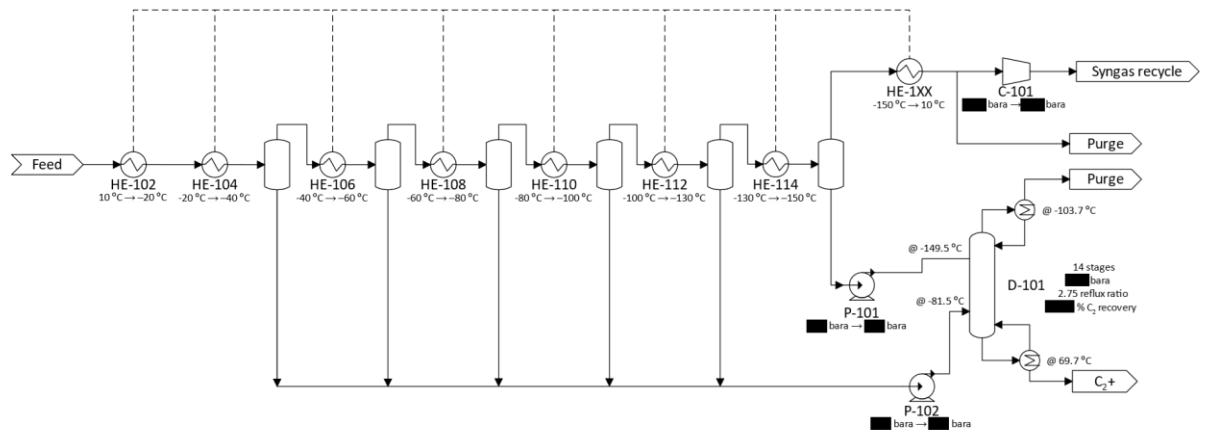 Feed
HE-102
10 °C→−20 °C
HE-104
-20 °C→−40 °C
HE-106
-40 °C→−60 °C
HE-108
-60 °C→−80 °C
HE-110
-80 °C→−100 °C
HE-112
-100 °C→−130 °C
HE-114
-130 °C→−150 °C
HE-1XX
-150 °C→10 °C
C-101
bara → bara
Syngas recycle
Purge
Purge
@ -103.7 °C
@ -149.5 °C
14 stages
bara
2.75 reflux ratio
% C₂ recovery
D-101
P-101
bara → bara
@ -81.5 °C
@ 69.7 °C
C₂+
P-102
bara → bara